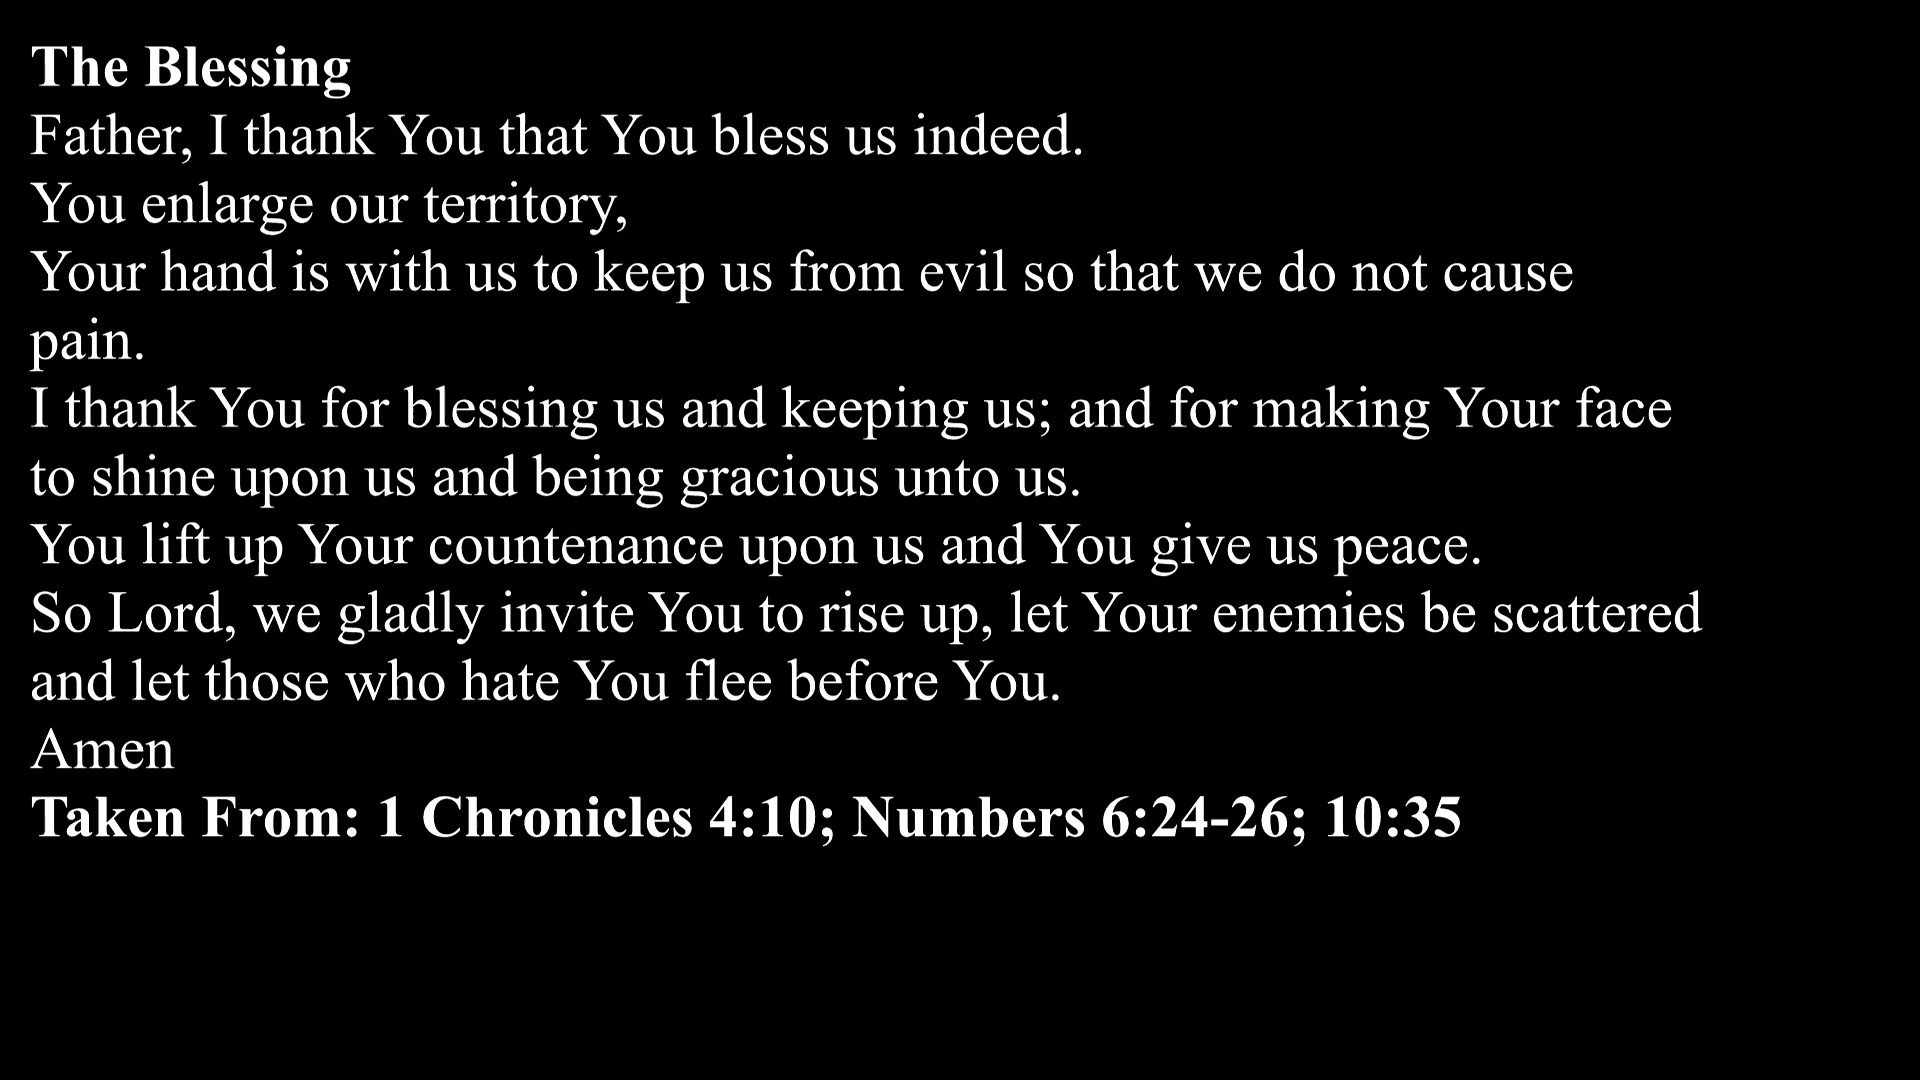 The Blessing
Father, I thank You that You bless us indeed.
You enlarge our territory,
Your hand is with us to keep us from evil so that we do not cause
pain.
I thank You for blessing us and keeping us; and for making Your face
to shine upon us and being gracious unto us.
You lift up Your countenance upon us and You give us peace.
So Lord, we gladly invite You to rise up, let Your enemies be scattered
and let those who hate You flee before You.
Amen
Taken From: 1 Chronicles 4:10; Numbers 6:24-26; 10:35